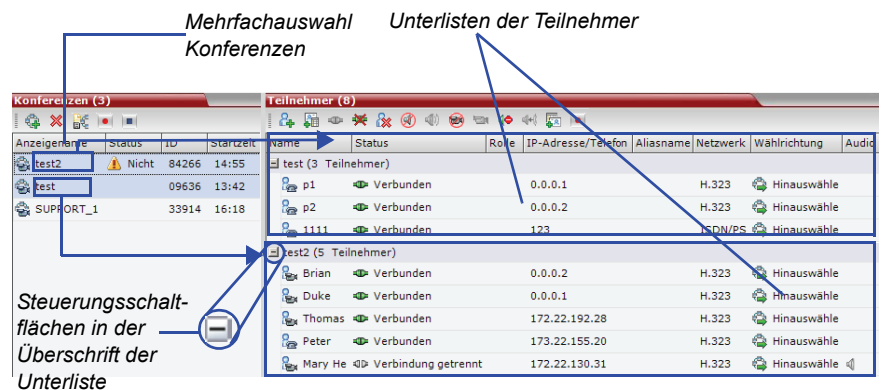 Mehrfachauswahl
Konferenzen
Unterlisten der Teilnehmer
Konferenzen (3)
Anzeigename Status ID Startzeit
test2 Nicht 84266 14:55
test 09636 13:42
SUPPORT_1 33914 16:18
Teilnehmer (8)
Name Status Rolle IP-Adresse/Telefon Aliasname Netzwerk Wählrichtung Audio
test (3 Teilnehmer)
p1 Verbunden 0.0.0.1 H.323 Hinauswähle
p2 Verbunden 0.0.0.2 H.323 Hinauswähle
1111 Verbunden 123 ISDN/PS Hinauswähle
test2 (5 Teilnehmer)
Brian Verbunden 0.0.0.2 H.323 Hinauswähle
Duke Verbunden 0.0.0.1 H.323 Hinauswähle
Thomas Verbunden 172.22.192.28 H.323 Hinauswähle
Peter Verbunden 173.22.155.20 H.323 Hinauswähle
Mary He Verbindung getrennt 172.22.130.31 H.323 Hinauswähle
Steuerungsschalt-
flächen in der
Überschrift der
Unterliste